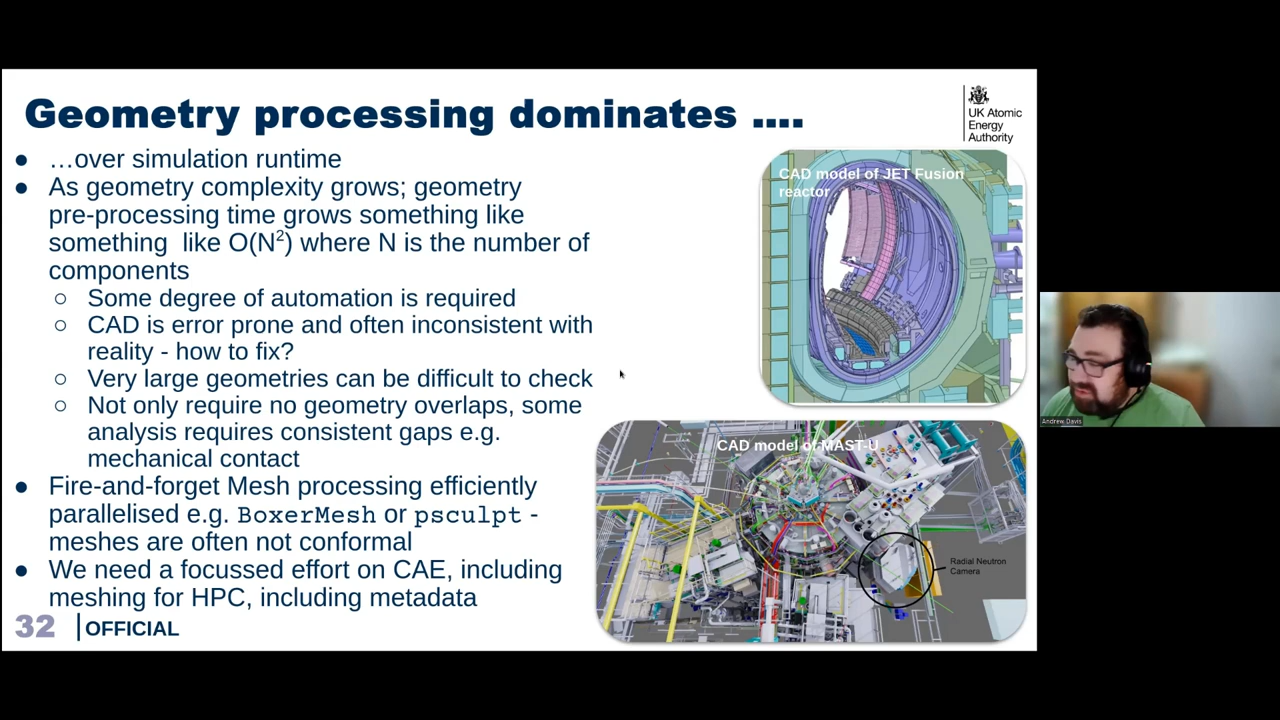 Geometry processing dominates ....
UK Atomic
Energy
Authority
● …over simulation runtime
● As geometry complexity grows; geometry
pre-processing time grows something like
something like O(N²) where N is the number of
components
○ Some degree of automation is required
○ CAD is error prone and often inconsistent with
reality - how to fix?
○ Very large geometries can be difficult to check
○ Not only require no geometry overlaps, some
analysis requires consistent gaps e.g.
mechanical contact
● Fire-and-forget Mesh processing efficiently
parallelised e.g. BoxerMesh or psculpt -
meshes are often not conformal
● We need a focussed effort on CAE, including
meshing for HPC, including metadata
32 OFFICIAL
CAD model of JET Fusion
reactor
CAD model of MAST-U
Radial Neutron
Camera
Andrew Davis